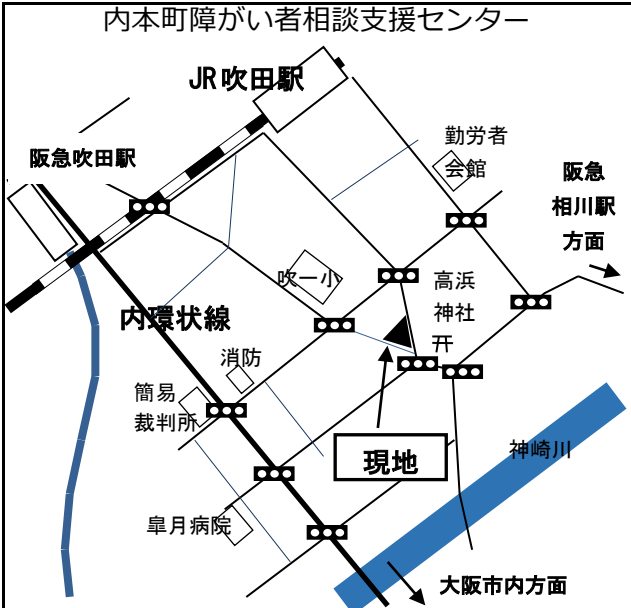 内本町障がい者相談支援センター
JR吹田駅
勤労者
会館
阪急吹田駅
阪急
相川駅
方面
吹一小
高浜
神社
内環状線
消防
簡易
裁判所
現地
神崎川
皐月病院
大阪市内方面